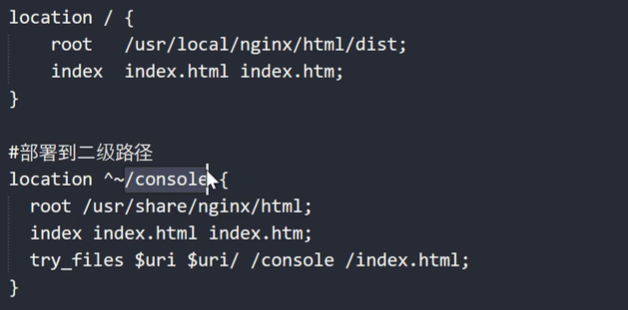 location / {
    root   /usr/local/nginx/html/dist;
    index  index.html index.htm;
}
#部署到二级路径
location ^~/console {
  root /usr/share/nginx/html;
  index index.html index.htm;
  try_files $uri $uri/ /console /index.html;
}